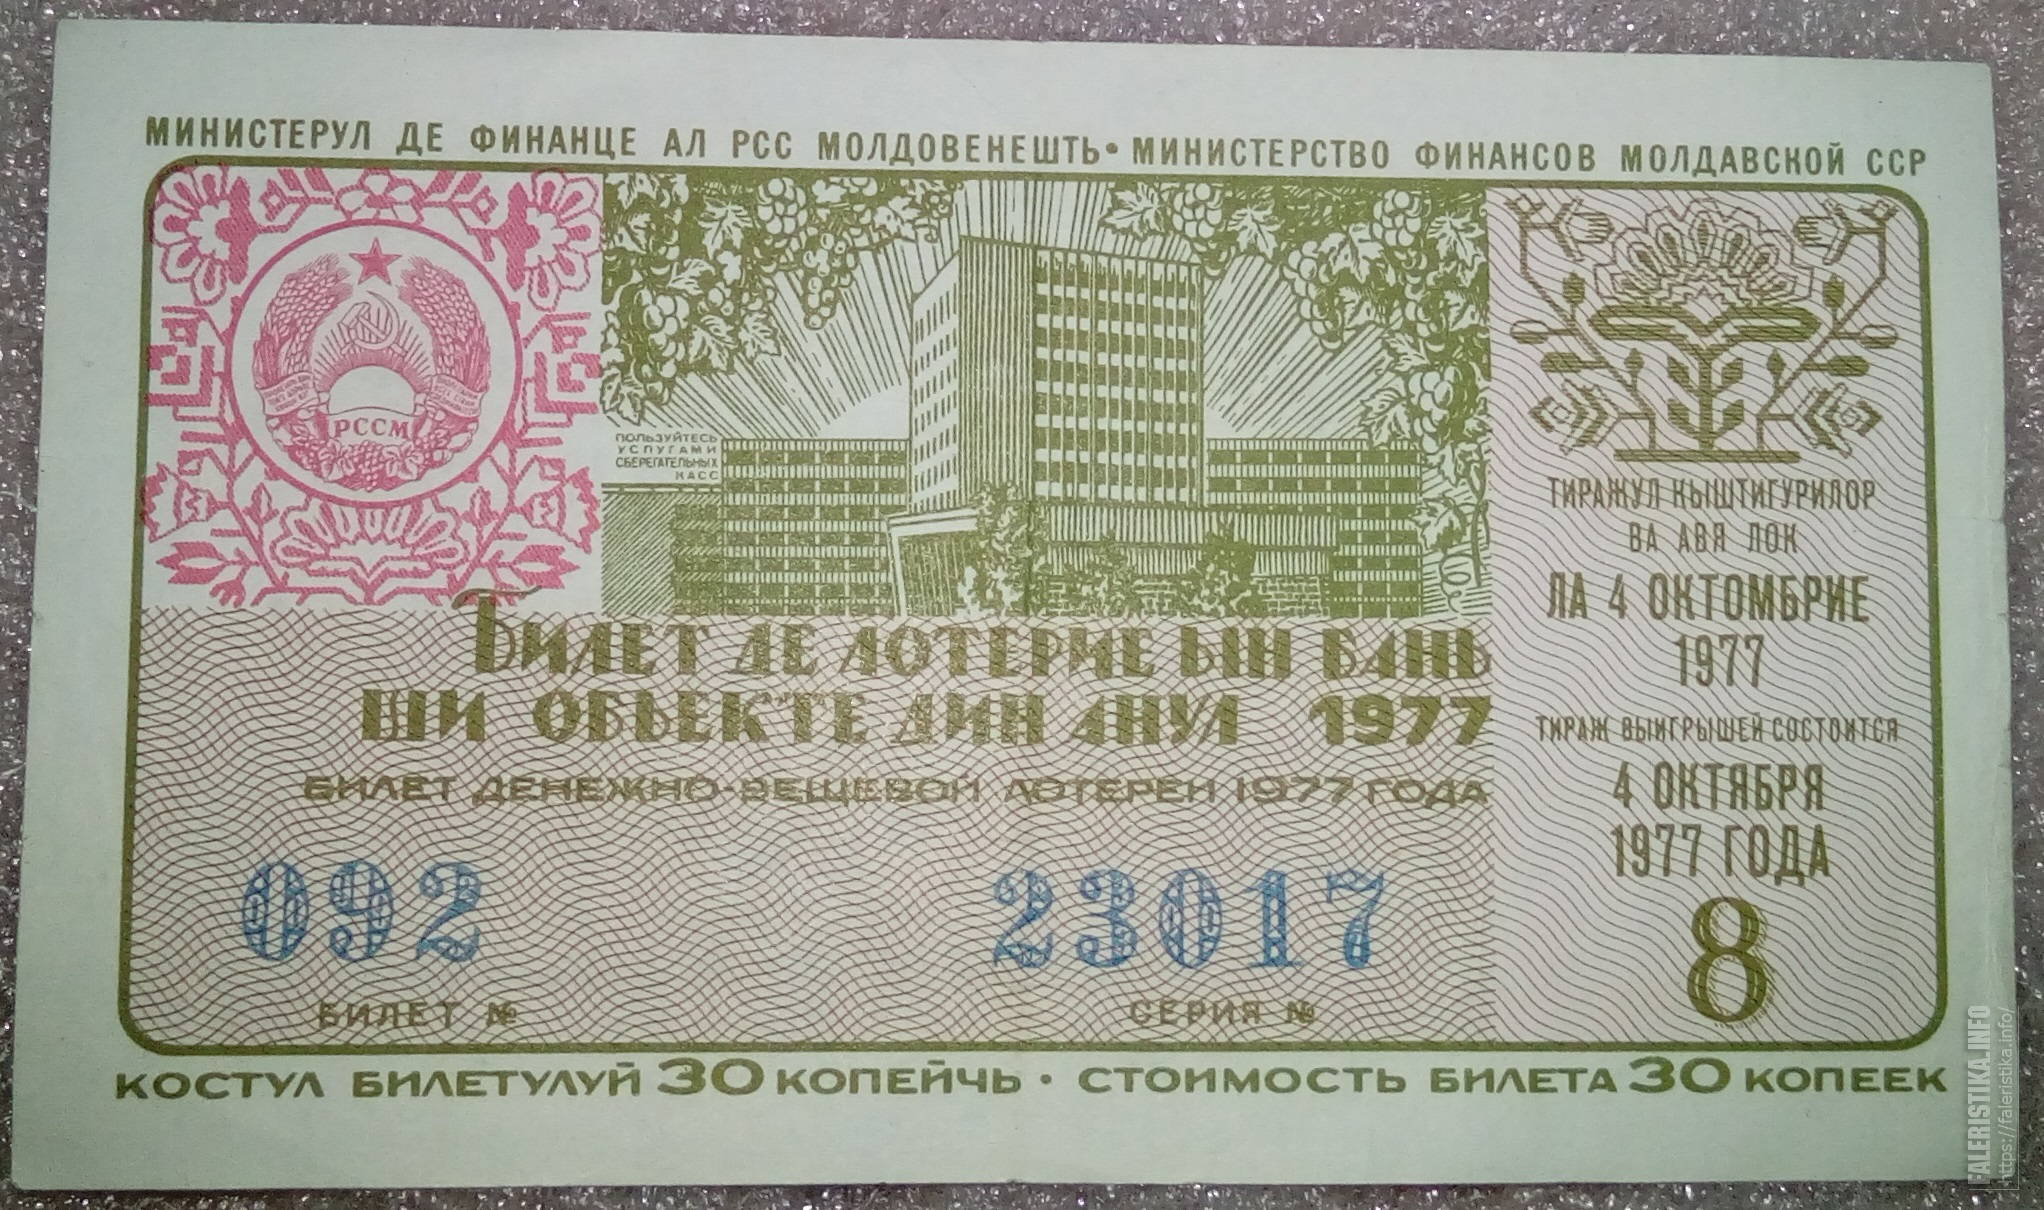 МИНИСТЕРУЛ ДЕ ФИНАНЦЕ АЛ РСС МОЛДОВЕНЕШТЬ • МИНИСТЕРСТВО ФИНАНСОВ МОЛДАВСКОЙ ССР
РССМ
ПОЛЬЗУЙТЕСЬ
УСЛУГАМИ
СБЕРЕГАТЕЛЬНЫХ
КАСС
БИЛЕТ ДЕ ЛОТЕРИЕ ЫН БАНЬ
ШИ ОБЬЕКТЕ ДИН АНУЛ 1977
БИЛЕТ ДЕНЕЖНО-ВЕЩЕВОЙ ЛОТЕРЕИ 1977 ГОДА
092 23017
БИЛЕТ № СЕРИЯ №
ТИРАЖУЛ КЫШТИГУРИЛОР
ВА АВЯ ЛОК
ЛА 4 ОКТОМБРИЕ
1977
ТИРАЖ ВЫИГРЫШЕЙ СОСТОИТСЯ
4 ОКТЯБРЯ
1977 ГОДА
8
КОСТУЛ БИЛЕТУЛУЙ 30 КОПЕЙЧЬ • СТОИМОСТЬ БИЛЕТА 30 КОПЕЕК
FALERISTIKA.INFO
https://faleristika.info/